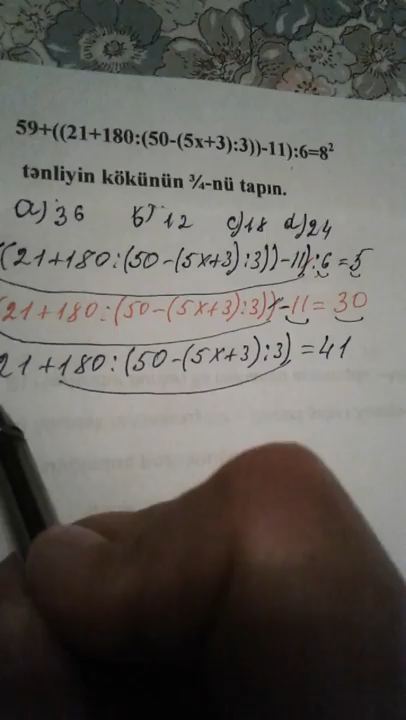 59+((21+180:(50-(5x+3):3))-11):6=8²
tənliyin kökünün ¾-nü tapın.
a) 36 b) 12 c) 18 d) 24
((21+180:(50-(5x+3):3))-11):6=5
(21+180:(50-(5x+3):3))-11=30
21+180:(50-(5x+3):3)=41